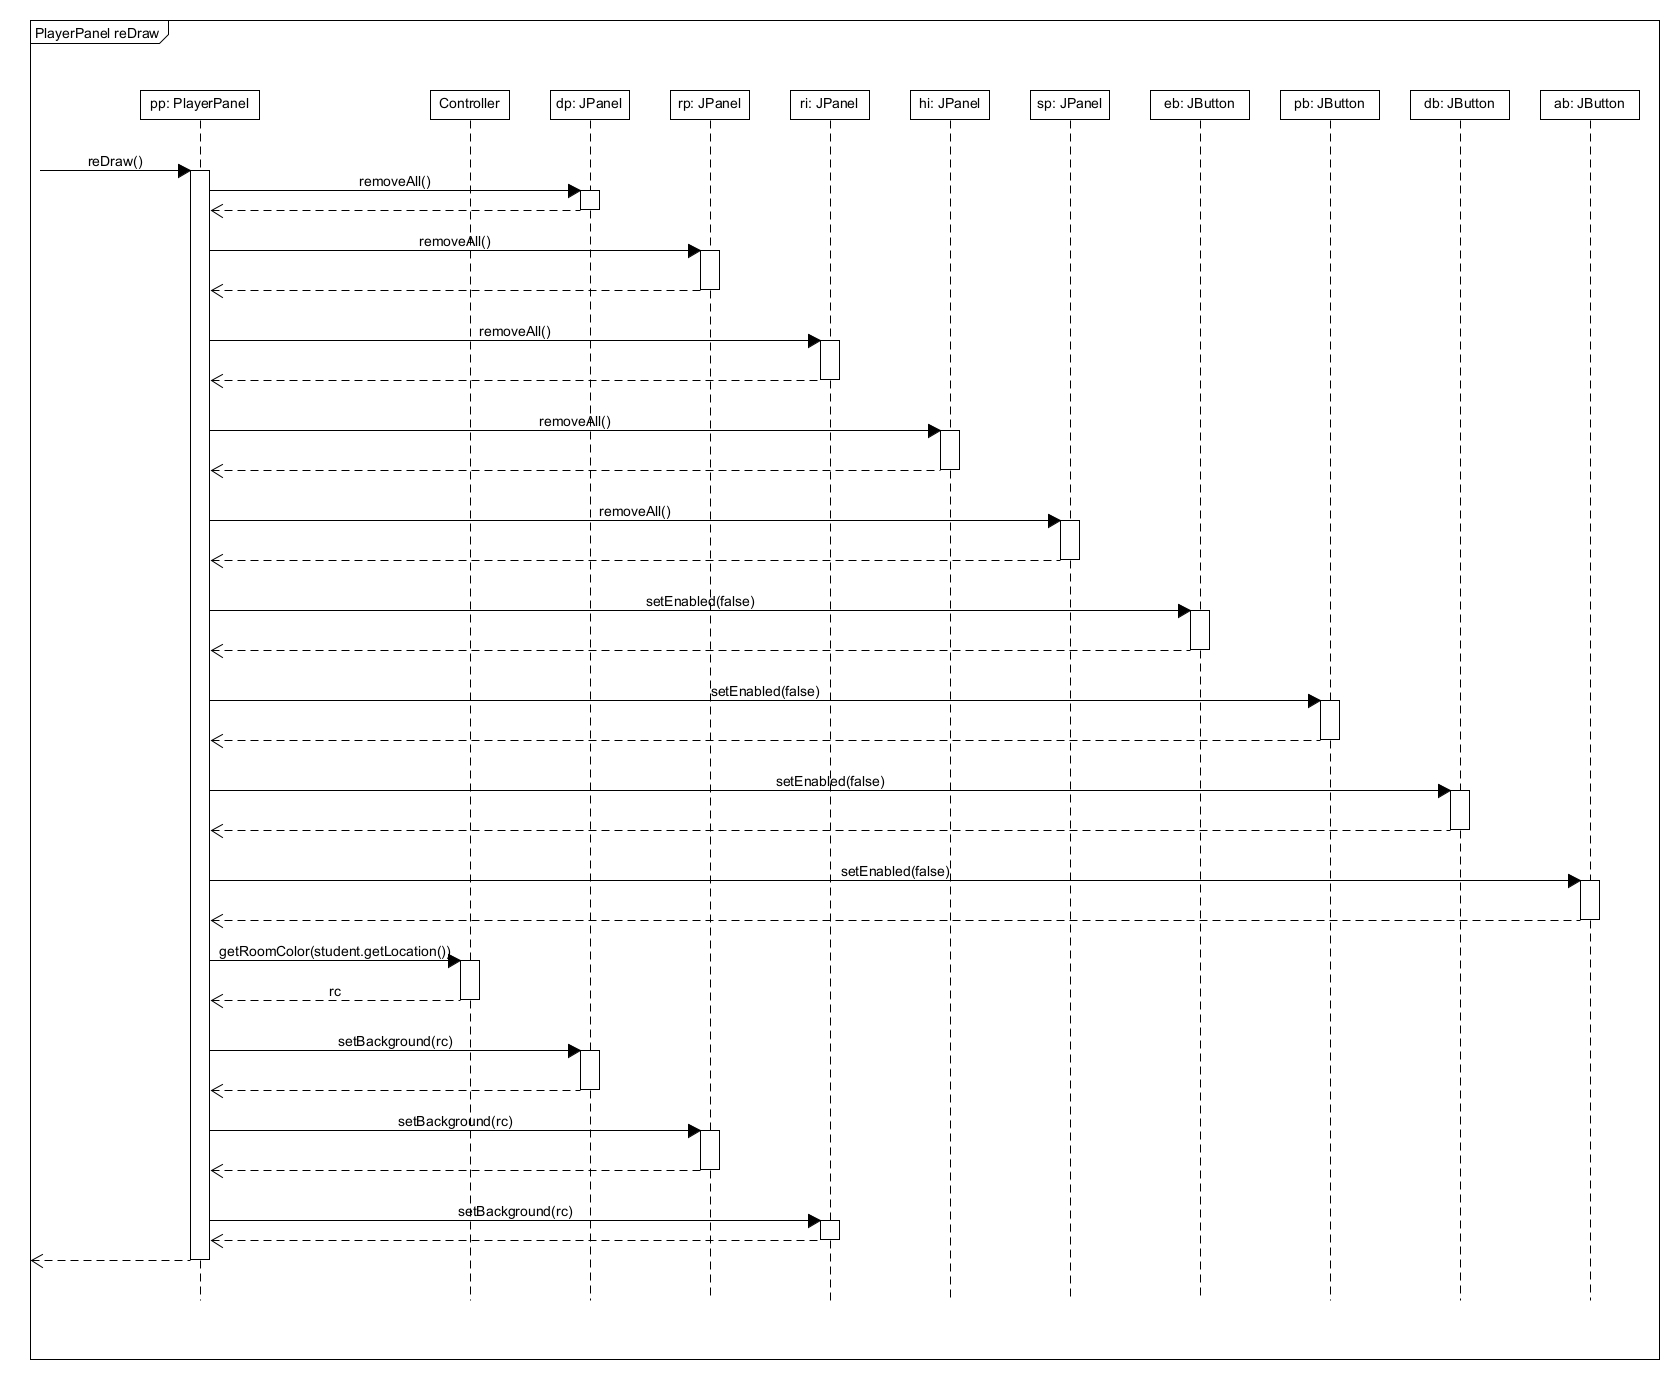 PlayerPanel reDraw
pp: PlayerPanel
Controller
dp: JPanel
rp: JPanel
ri: JPanel
hi: JPanel
sp: JPanel
eb: JButton
pb: JButton
db: JButton
ab: JButton
reDraw()
removeAll()
removeAll()
removeAll()
removeAll()
removeAll()
setEnabled(false)
setEnabled(false)
setEnabled(false)
setEnabled(false)
getRoomColor(student.getLocation())
rc
setBackground(rc)
setBackground(rc)
setBackground(rc)